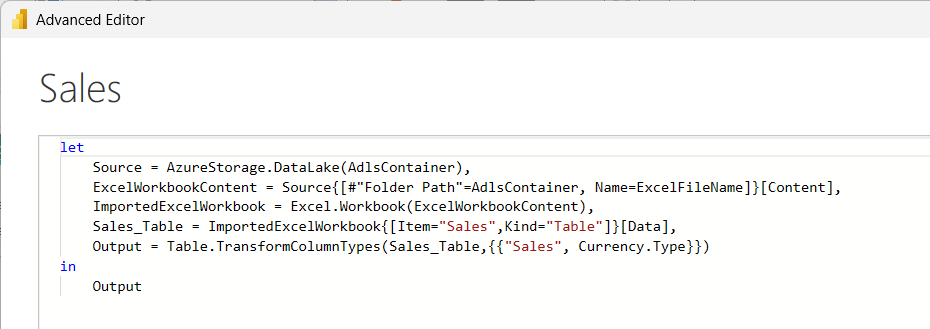 Advanced Editor
Sales
let
Source = AzureStorage.DataLake(AdlsContainer),
ExcelWorkbookContent = Source{[#"Folder Path"=AdlsContainer, Name=ExcelFileName]}[Content],
ImportedExcelWorkbook = Excel.Workbook(ExcelWorkbookContent),
Sales_Table = ImportedExcelWorkbook{[Item="Sales",Kind="Table"]}[Data],
Output = Table.TransformColumnTypes(Sales_Table,{{"Sales", Currency.Type}})
in
Output